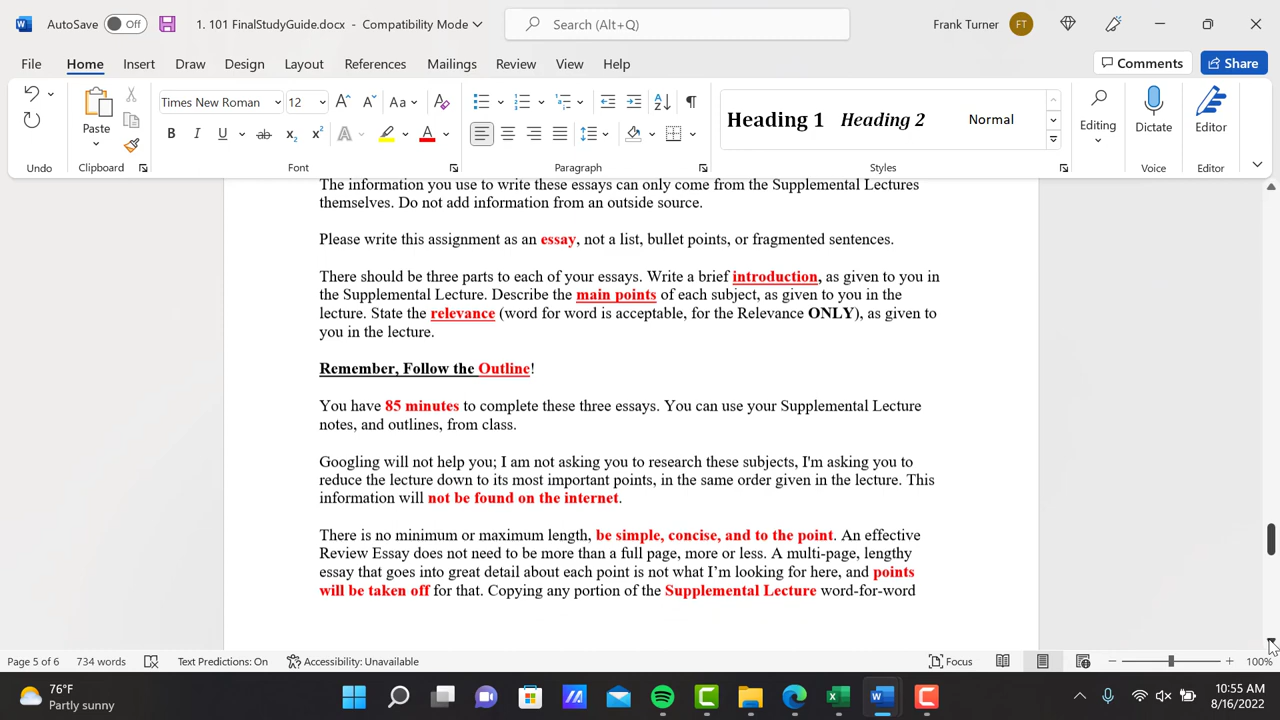 AutoSave Off 1. 101 FinalStudyGuide.docx • Compatibility Mode Search (Alt+Q) Frank Turner FT
File Home Insert Draw Design Layout References Mailings Review View Help Comments Share
Times New Roman 12 Aa Heading 1 Heading 2 Normal
Paste Editing Dictate Editor
Undo Clipboard Font Paragraph Styles Voice Editor
The information you use to write these essays can only come from the Supplemental Lectures
themselves. Do not add information from an outside source.
Please write this assignment as an essay, not a list, bullet points, or fragmented sentences.
There should be three parts to each of your essays. Write a brief introduction, as given to you in
the Supplemental Lecture. Describe the main points of each subject, as given to you in the
lecture. State the relevance (word for word is acceptable, for the Relevance ONLY), as given to
you in the lecture.
Remember, Follow the Outline!
You have 85 minutes to complete these three essays. You can use your Supplemental Lecture
notes, and outlines, from class.
Googling will not help you; I am not asking you to research these subjects, I'm asking you to
reduce the lecture down to its most important points, in the same order given in the lecture. This
information will not be found on the internet.
There is no minimum or maximum length, be simple, concise, and to the point. An effective
Review Essay does not need to be more than a full page, more or less. A multi-page, lengthy
essay that goes into great detail about each point is not what I’m looking for here, and points
will be taken off for that. Copying any portion of the Supplemental Lecture word-for-word
Page 5 of 6 734 words Text Predictions: On Accessibility: Unavailable Focus 100%
76°F
Partly sunny
10:55 AM
8/16/2022